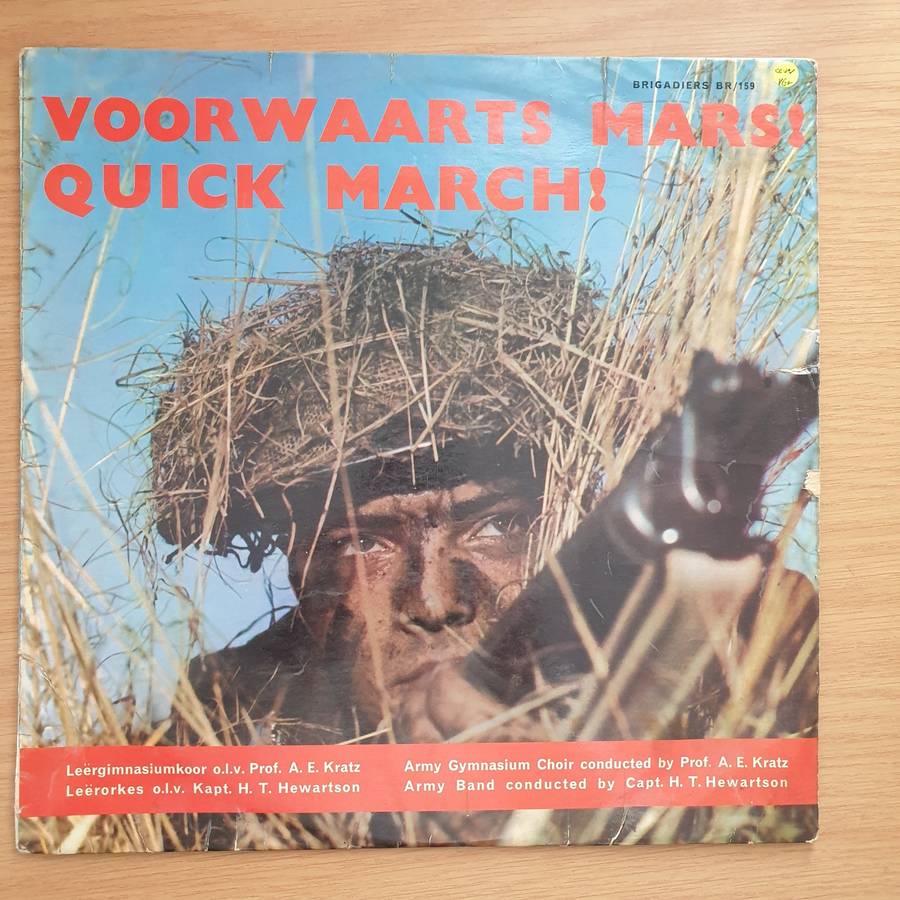 BRIGADIERS BR 159
VOORWAARTS MARS!
QUICK MARCH!
Leërgimnasiumkoor o.l.v. Prof. A. E. Kratz
Leërorkes o.l.v. Kapt. H. T. Hewartson
Army Gymnasium Choir conducted by Prof. A. E. Kratz
Army Band conducted by Capt. H. T. Hewartson